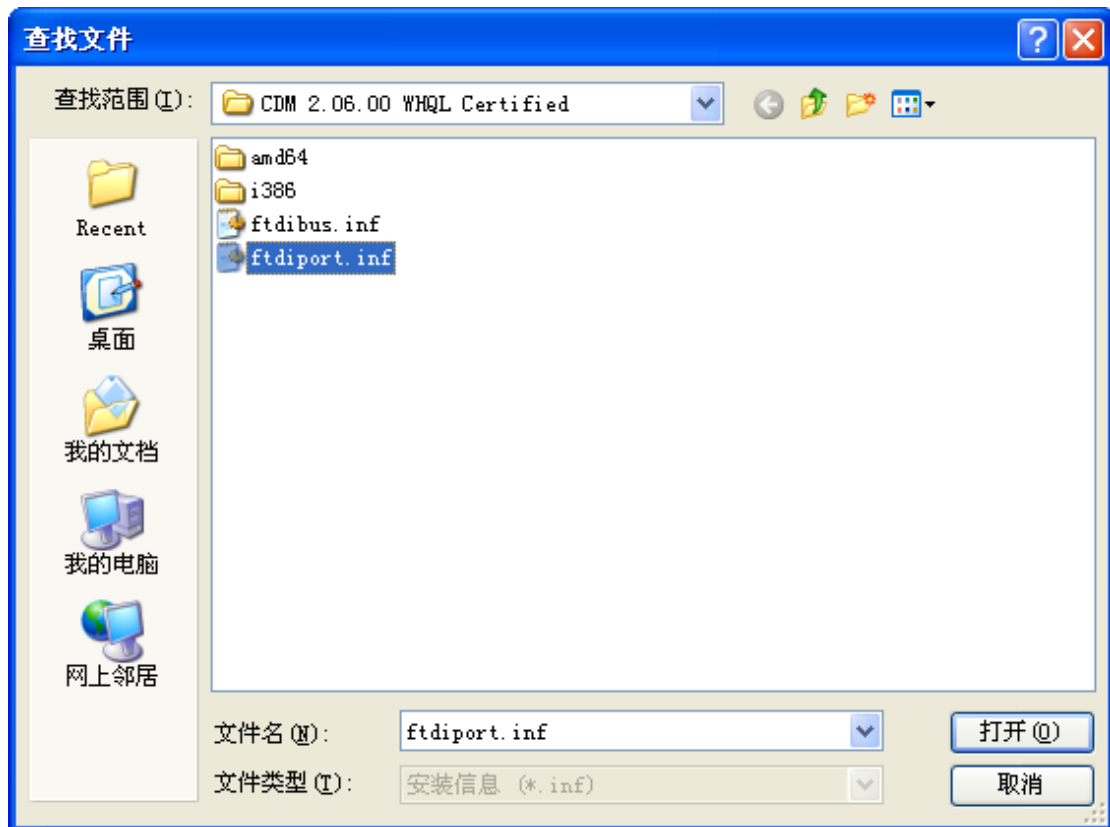 查找文件
查找范围(I):
CDM 2.06.00 WHQL Certified
amd64
i386
ftdibus.inf
ftdiport.inf
Recent
桌面
我的文档
我的电脑
网上邻居
文件名(N):
ftdiport.inf
打开(O)
文件类型(T):
安装信息 (*.inf)
取消